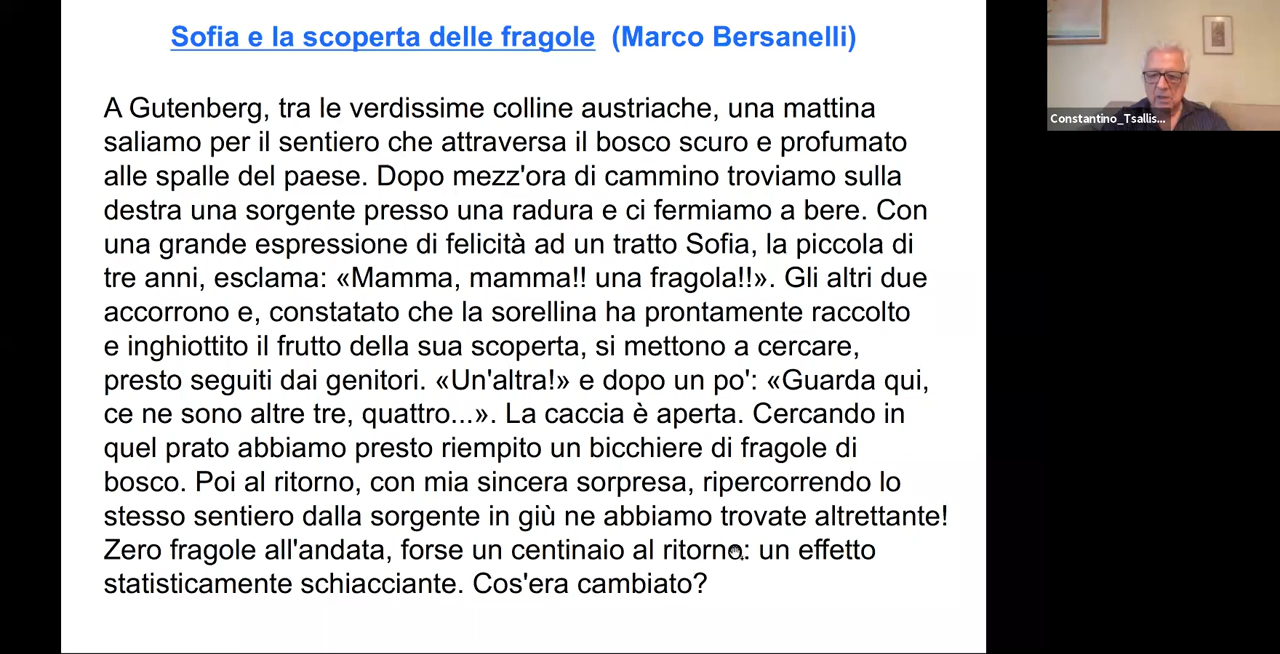 Sofia e la scoperta delle fragole (Marco Bersanelli)
A Gutenberg, tra le verdissime colline austriache, una mattina
saliamo per il sentiero che attraversa il bosco scuro e profumato
alle spalle del paese. Dopo mezz'ora di cammino troviamo sulla
destra una sorgente presso una radura e ci fermiamo a bere. Con
una grande espressione di felicità ad un tratto Sofia, la piccola di
tre anni, esclama: «Mamma, mamma!! una fragola!!». Gli altri due
accorrono e, constatato che la sorellina ha prontamente raccolto
e inghiottito il frutto della sua scoperta, si mettono a cercare,
presto seguiti dai genitori. «Un'altra!» e dopo un po': «Guarda qui,
ce ne sono altre tre, quattro...». La caccia è aperta. Cercando in
quel prato abbiamo presto riempito un bicchiere di fragole di
bosco. Poi al ritorno, con mia sincera sorpresa, ripercorrendo lo
stesso sentiero dalla sorgente in giù ne abbiamo trovate altrettante!
Zero fragole all'andata, forse un centinaio al ritorno: un effetto
statisticamente schiacciante. Cos'era cambiato?
Constantino_Tsallis...